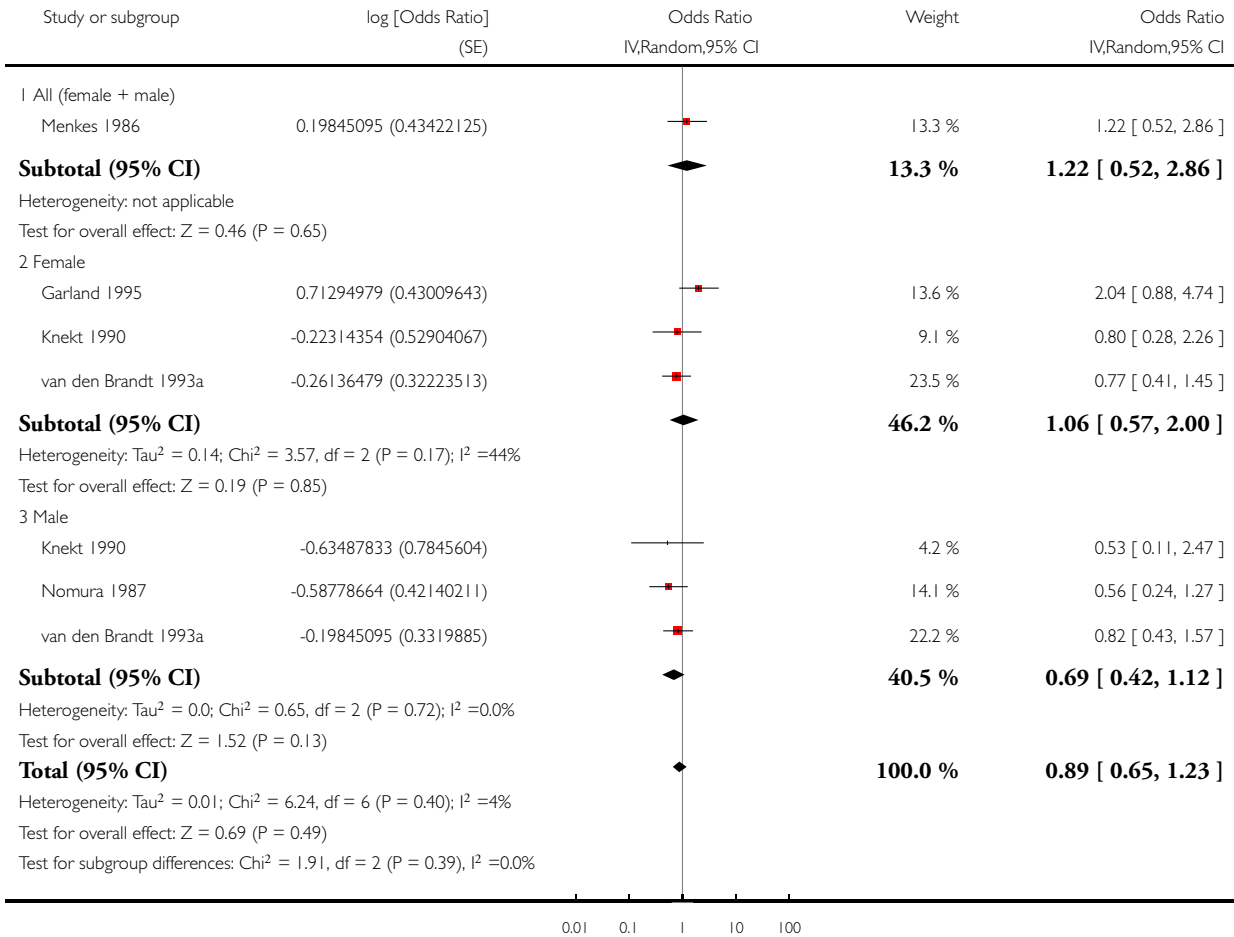 Study or subgroup log [Odds Ratio] Odds Ratio Weight Odds Ratio
(SE) IV,Random,95% CI IV,Random,95% CI
1 All (female + male)
Menkes 1986 0.19845095 (0.43422125) 13.3 % 1.22 [ 0.52, 2.86 ]
Subtotal (95% CI) 13.3 % 1.22 [ 0.52, 2.86 ]
Heterogeneity: not applicable
Test for overall effect: Z = 0.46 (P = 0.65)
2 Female
Garland 1995 0.71294979 (0.43009643) 13.6 % 2.04 [ 0.88, 4.74 ]
Knekt 1990 -0.22314354 (0.52904067) 9.1 % 0.80 [ 0.28, 2.26 ]
van den Brandt 1993a -0.26136479 (0.32223513) 23.5 % 0.77 [ 0.41, 1.45 ]
Subtotal (95% CI) 46.2 % 1.06 [ 0.57, 2.00 ]
Heterogeneity: Tau² = 0.14; Chi² = 3.57, df = 2 (P = 0.17); I² =44%
Test for overall effect: Z = 0.19 (P = 0.85)
3 Male
Knekt 1990 -0.63487833 (0.7845604) 4.2 % 0.53 [ 0.11, 2.47 ]
Nomura 1987 -0.58778664 (0.42140211) 14.1 % 0.56 [ 0.24, 1.27 ]
van den Brandt 1993a -0.19845095 (0.3319885) 22.2 % 0.82 [ 0.43, 1.57 ]
Subtotal (95% CI) 40.5 % 0.69 [ 0.42, 1.12 ]
Heterogeneity: Tau² = 0.0; Chi² = 0.65, df = 2 (P = 0.72); I² =0.0%
Test for overall effect: Z = 1.52 (P = 0.13)
Total (95% CI) 100.0 % 0.89 [ 0.65, 1.23 ]
Heterogeneity: Tau² = 0.01; Chi² = 6.24, df = 6 (P = 0.40); I² =4%
Test for overall effect: Z = 0.69 (P = 0.49)
Test for subgroup differences: Chi² = 1.91, df = 2 (P = 0.39), I² =0.0%
0.01 0.1 1 10 100